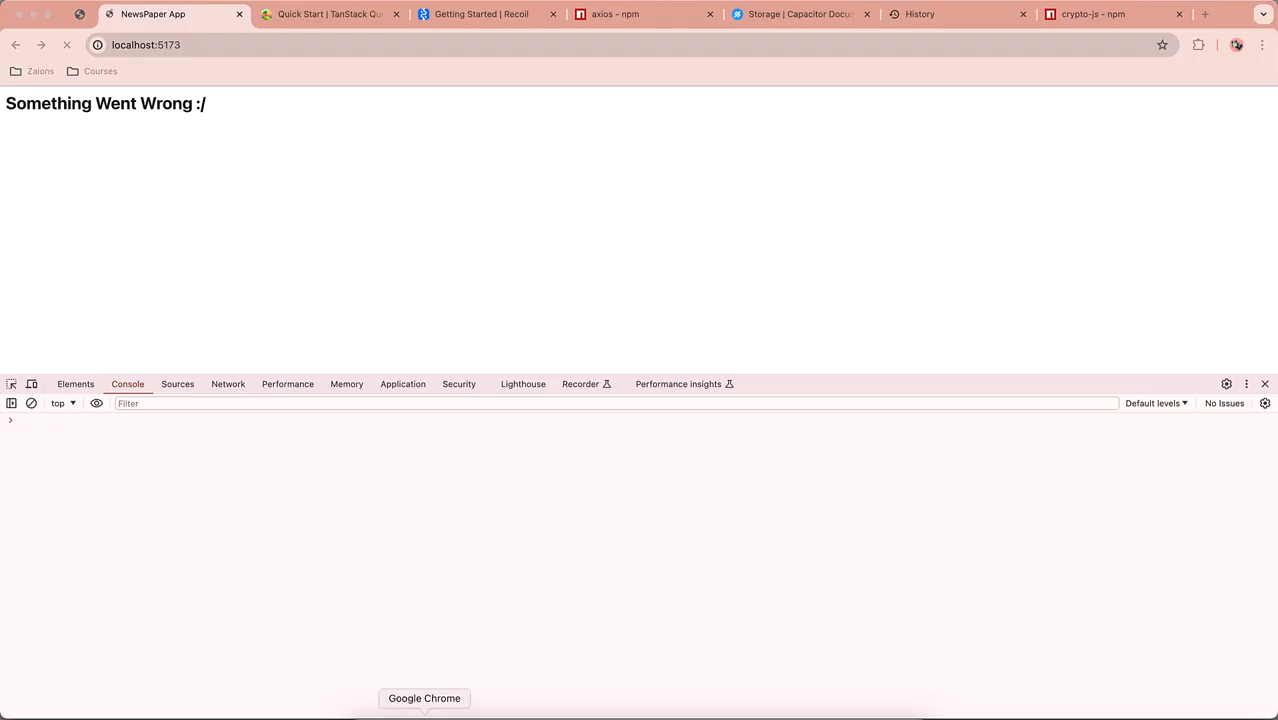 NewsPaper App
Quick Start | TanStack Qu
Getting Started | Recoil
axios - npm
Storage | Capacitor Docum
History
crypto-js - npm
localhost:5173
Zaions
Courses
Something Went Wrong :/
Elements
Console
Sources
Network
Performance
Memory
Application
Security
Lighthouse
Recorder
Performance insights
top
Filter
Default levels
No Issues
Google Chrome